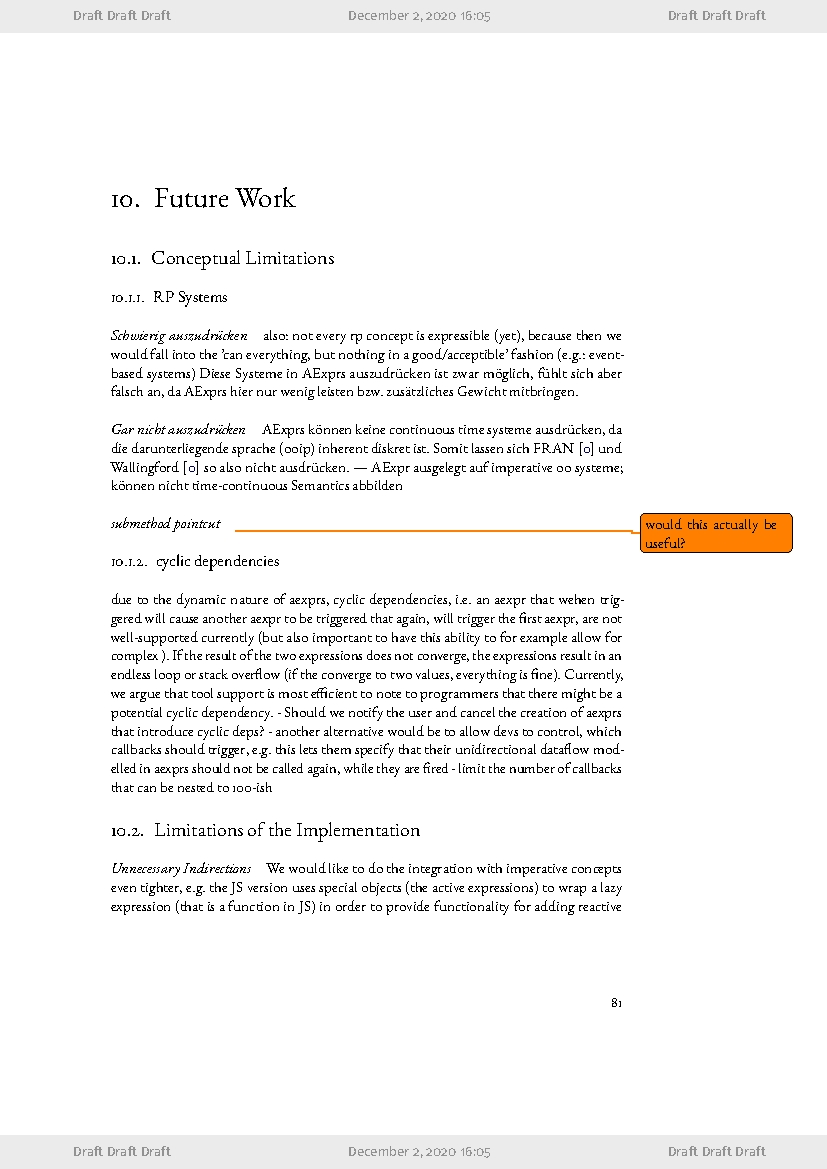 Draft Draft Draft December 2, 2020 16:05 Draft Draft Draft
10. Future Work
10.1. Conceptual Limitations
10.1.1. RP Systems
Schwierig auszudrücken also: not every rp concept is expressible (yet), because then we
would fall into the 'can everything, but nothing in a good/acceptible' fashion (e.g.: event-
based systems) Diese Systeme in AExprs auszudrücken ist zwar möglich, fühlt sich aber
falsch an, da AExprs hier nur wenig leisten bzw. zusätzliches Gewicht mitbringen.
Gar nicht auszudrücken AExprs können keine continuous time systeme ausdrücken, da
die darunterliegende sprache (ooip) inherent diskret ist. Somit lassen sich FRAN [0] und
Wallingford [0] so also nicht ausdrücken. — AExpr ausgelegt auf imperative oo systeme;
können nicht time-continuous Semantics abbilden
submethod pointcut
would this actually be
useful?
10.1.2. cyclic dependencies
due to the dynamic nature of aexprs, cyclic dependencies, i.e. an aexpr that wehen trig-
gered will cause another aexpr to be triggered that again, will trigger the first aexpr, are not
well-supported currently (but also important to have this ability to for example allow for
complex ). If the result of the two expressions does not converge, the expressions result in an
endless loop or stack overflow (if the converge to two values, everything is fine). Currently,
we argue that tool support is most efficient to note to programmers that there might be a
potential cyclic dependency. - Should we notify the user and cancel the creation of aexprs
that introduce cyclic deps? - another alternative would be to allow devs to control, which
callbacks should trigger, e.g. this lets them specify that their unidirectional dataflow mod-
elled in aexprs should not be called again, while they are fired - limit the number of callbacks
that can be nested to 100-ish
10.2. Limitations of the Implementation
Unnecessary Indirections We would like to do the integration with imperative concepts
even tighter, e.g. the JS version uses special objects (the active expressions) to wrap a lazy
expression (that is a function in JS) in order to provide functionality for adding reactive
81
Draft Draft Draft December 2, 2020 16:05 Draft Draft Draft